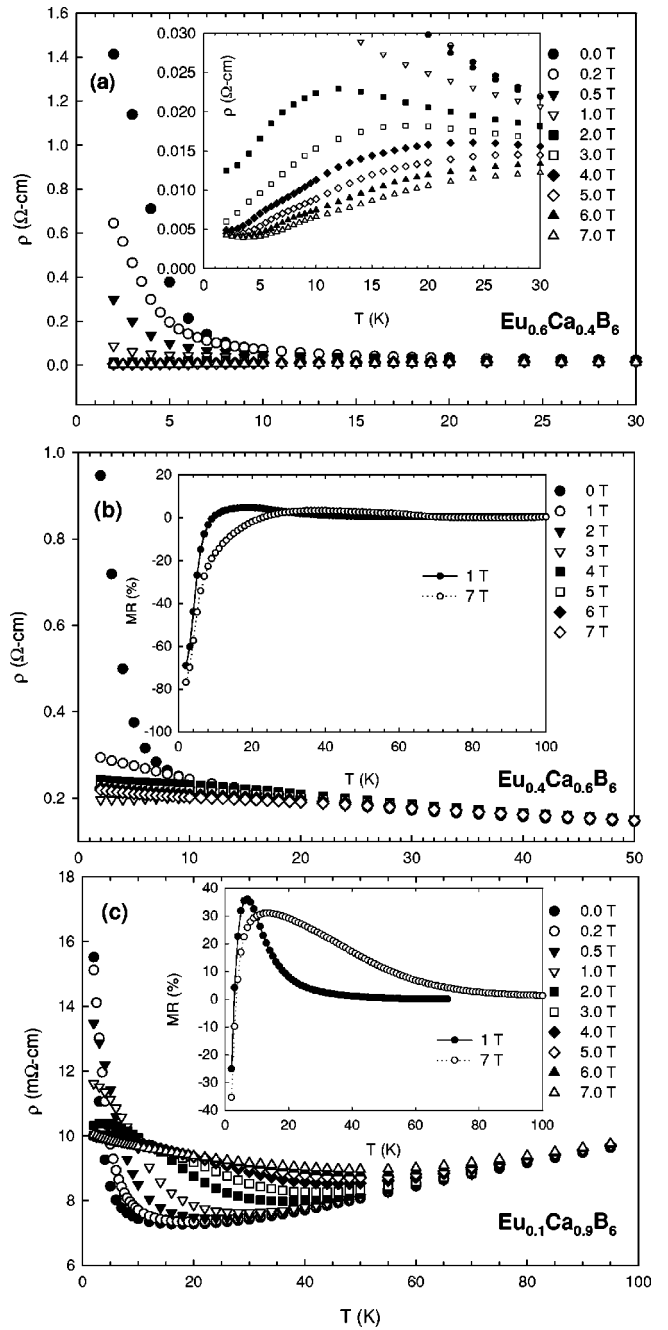 (a)
ρ (Ω-cm)
1.6
1.4
1.2
1.0
0.8
0.6
0.4
0.2
0.0
0 5 10 15 20 25 30
T (K)
ρ (Ω-cm)
0.030
0.025
0.020
0.015
0.010
0.005
0.000
0 5 10 15 20 25 30
T (K)
0.0 T
0.2 T
0.5 T
1.0 T
2.0 T
3.0 T
4.0 T
5.0 T
6.0 T
7.0 T
Eu0.6Ca0.4B6
(b)
ρ (Ω-cm)
1.0
0.8
0.6
0.4
0.2
0 10 20 30 40 50
MR (%)
20
0
-20
-40
-60
-80
-100
0 20 40 60 80 100
T (K)
1 T
7 T
0 T
1 T
2 T
3 T
4 T
5 T
6 T
7 T
Eu0.4Ca0.6B6
(c)
ρ (mΩ-cm)
18
16
14
12
10
8
6
0 20 40 60 80 100
T (K)
MR (%)
40
30
20
10
0
-10
-20
-30
-40
0 20 40 60 80 100
T (K)
1 T
7 T
0.0 T
0.2 T
0.5 T
1.0 T
2.0 T
3.0 T
4.0 T
5.0 T
6.0 T
7.0 T
Eu0.1Ca0.9B6